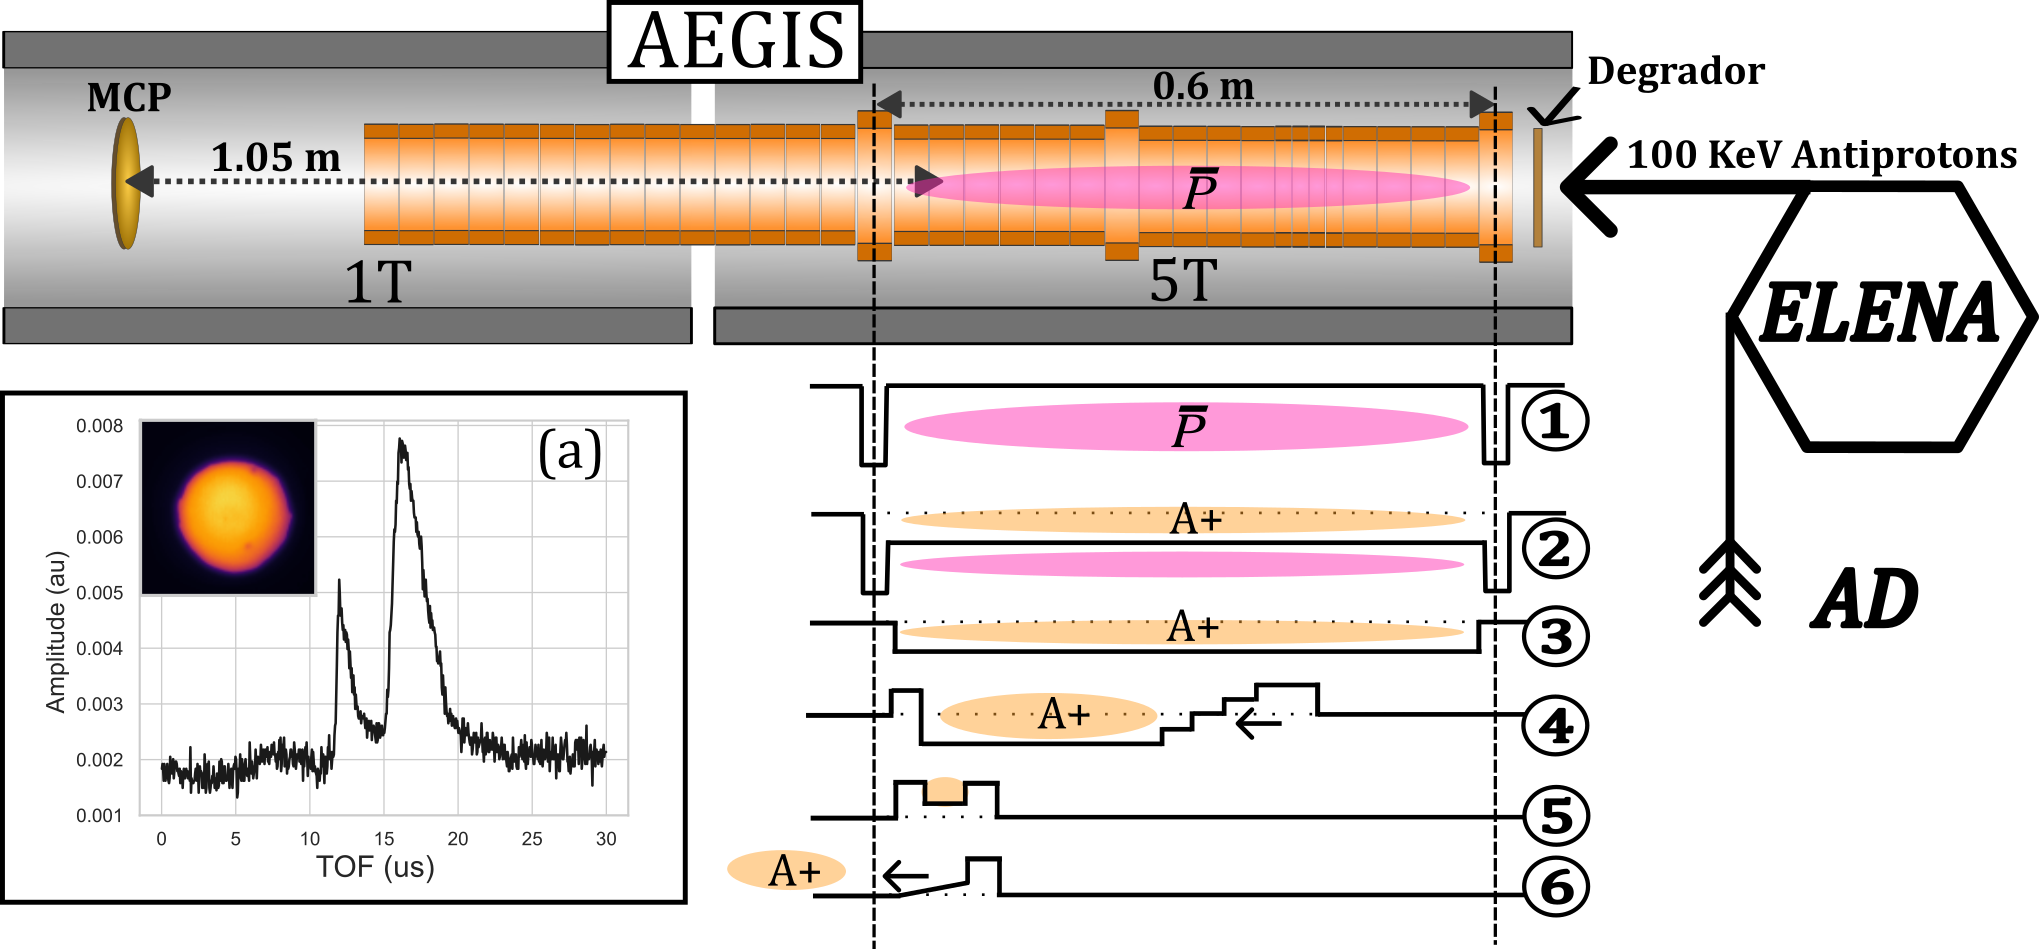 AEGIS
MCP
0.6 m
Degrador
1.05 m
P̅
100 KeV Antiprotons
1T
5T
ELENA
AD
P̅
1
A+
2
A+
3
A+
4
5
A+
6
(a)
0.008
0.007
0.006
0.005
0.004
0.003
0.002
0.001
Amplitude (au)
0 5 10 15 20 25 30
TOF (us)